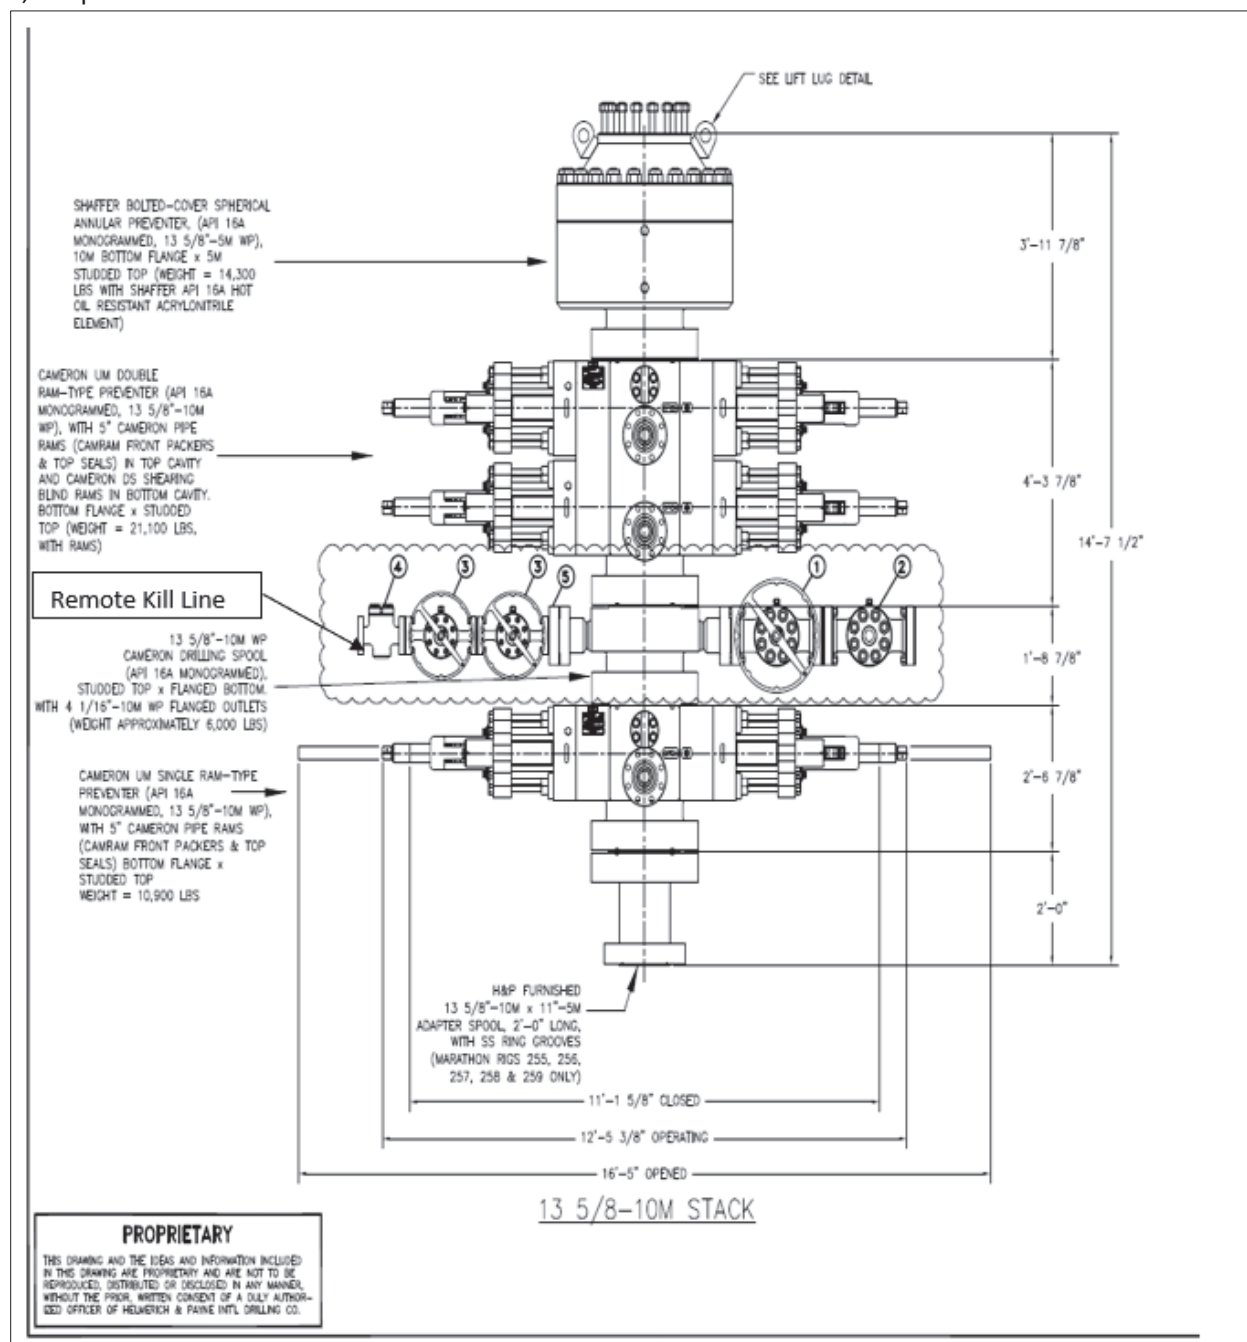 SEE LIFT LUG DETAIL
SHAFFER BOLTED-COVER SPHERICAL
ANNULAR PREVENTER, (API 16A
MONOGRAMMED, 13 5/8"-5M WP),
10M BOTTOM FLANGE x 5M
STUDDED TOP (WEIGHT = 14,300
LBS WITH SHAFFER API 16A HOT
OIL RESISTANT ACRYLONITRILE
ELEMENT)
3'-11 7/8"
CAMERON UM DOUBLE
RAM-TYPE PREVENTER (API 16A
MONOGRAMMED, 13 5/8"-10M
WP), WITH 5" CAMERON PIPE
RAMS (CAMRAM FRONT PACKERS
& TOP SEALS) IN TOP CAVITY
AND CAMERON DS SHEARING
BLIND RAMS IN BOTTOM CAVITY.
BOTTOM FLANGE x STUDDED
TOP (WEIGHT = 21,100 LBS,
WITH RAMS)
4'-3 7/8"
14'-7 1/2"
4
3
3
5
1
2
Remote Kill Line
13 5/8"-10M WP
CAMERON DRILLING SPOOL
(API 16A MONOGRAMMED),
STUDDED TOP x FLANGED BOTTOM.
WITH 4 1/16"-10M WP FLANGED OUTLETS
(WEIGHT APPROXIMATELY 6,000 LBS)
1'-8 7/8"
CAMERON UM SINGLE RAM-TYPE
PREVENTER (API 16A
MONOGRAMMED, 13 5/8"-10M WP),
WITH 5" CAMERON PIPE RAMS
(CAMRAM FRONT PACKERS & TOP
SEALS) BOTTOM FLANGE x
STUDDED TOP
WEIGHT = 10,900 LBS
2'-6 7/8"
2'-0"
H&P FURNISHED
13 5/8"-10M x 11"-5M
ADAPTER SPOOL, 2'-0" LONG,
WITH SS RING GROOVES
(MARATHON RIGS 255, 256,
257, 258 & 259 ONLY)
11'-1 5/8" CLOSED
12'-5 3/8" OPERATING
16'-5" OPENED
13 5/8-10M STACK
PROPRIETARY
THIS DRAWING AND THE IDEAS AND INFORMATION INCLUDED
IN THIS DRAWING ARE PROPRIETARY AND ARE NOT TO BE
REPRODUCED, DISTRIBUTED OR DISCLOSED IN ANY MANNER,
WITHOUT THE PRIOR, WRITTEN CONSENT OF A DULY AUTHOR-
IZED OFFICER OF HELMERICH & PAYNE INT'L DRILLING CO.